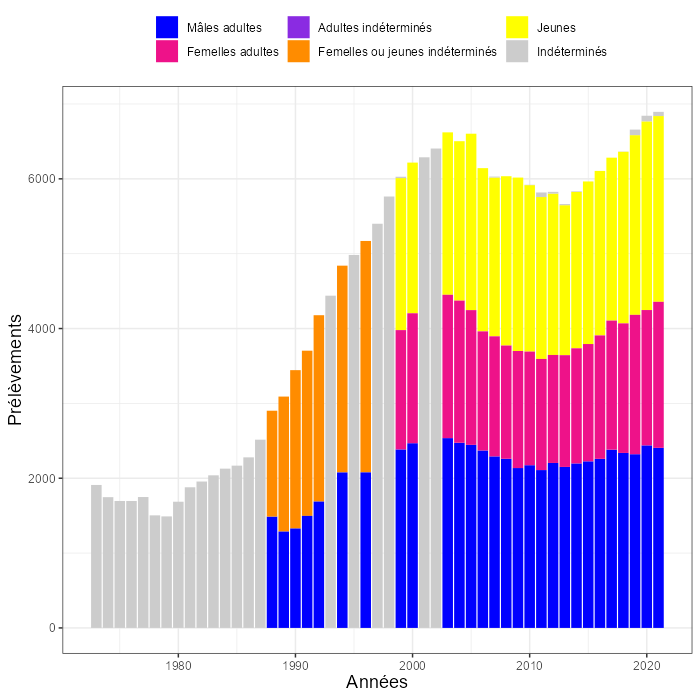 Mâles adultes
Adultes indéterminés
Jeunes
Femelles adultes
Femelles ou jeunes indéterminés
Indéterminés
Prélèvements
6000
4000
2000
0
1980
1990
2000
2010
2020
Années